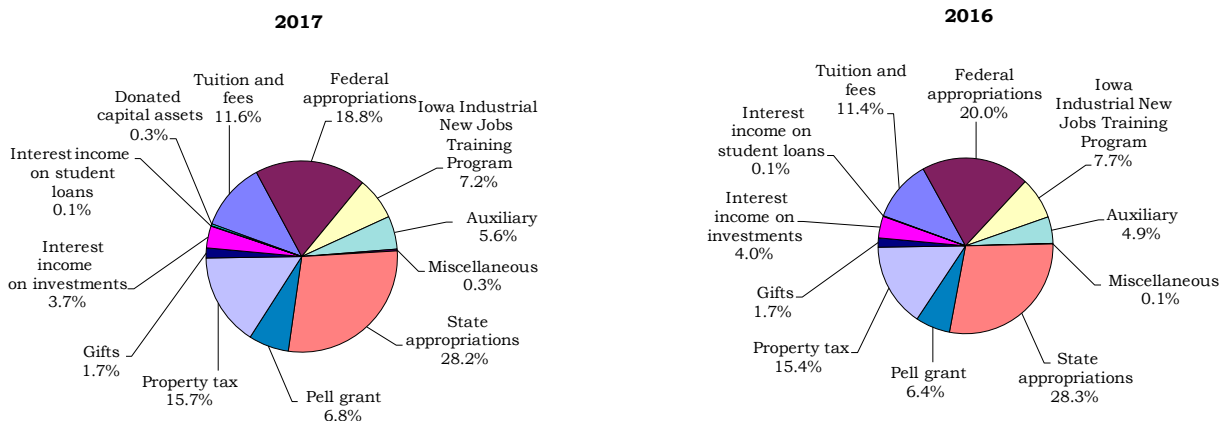 2017
Tuition and
fees
11.6%
Federal
appropriations
18.8%
Iowa Industrial
New Jobs
Training
Program
7.2%
Auxiliary
5.6%
Miscellaneous
0.3%
State
appropriations
28.2%
Pell grant
6.8%
Property tax
15.7%
Gifts
1.7%
Interest
income
on investments
3.7%
Interest income
on student
loans
0.1%
Donated
capital assets
0.3%
2016
Tuition and
fees
11.4%
Federal
appropriations
20.0%
Iowa
Industrial New
Jobs Training
Program
7.7%
Auxiliary
4.9%
Miscellaneous
0.1%
State
appropriations
28.3%
Pell grant
6.4%
Property tax
15.4%
Gifts
1.7%
Interest
income on
investments
4.0%
Interest
income on
student loans
0.1%